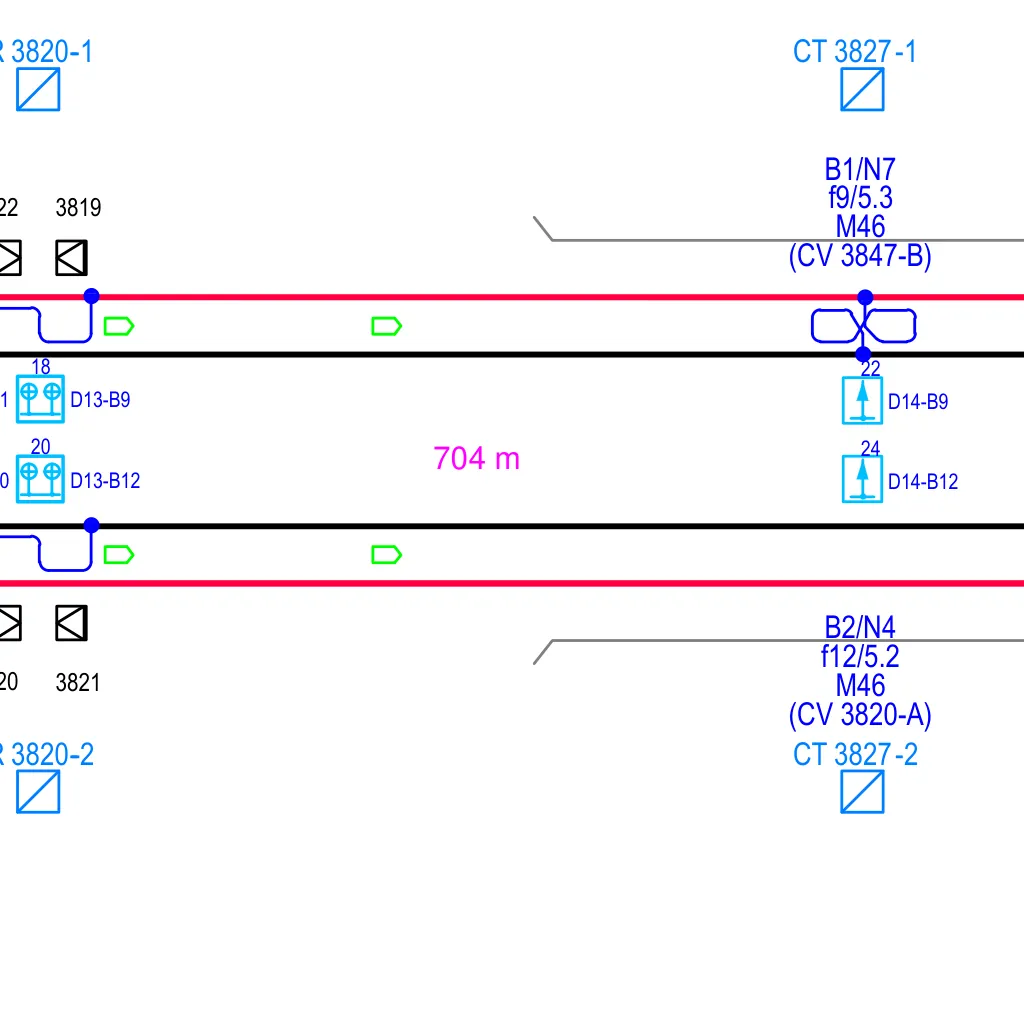 R 3820-1
CT 3827-1
B1/N7
f9/5.3
M46
(CV 3847-B)
22 3819
18
1 D13-B9
22
D14-B9
20
0 D13-B12
704 m
24
D14-B12
B2/N4
f12/5.2
M46
(CV 3820-A)
20 3821
R 3820-2
CT 3827-2